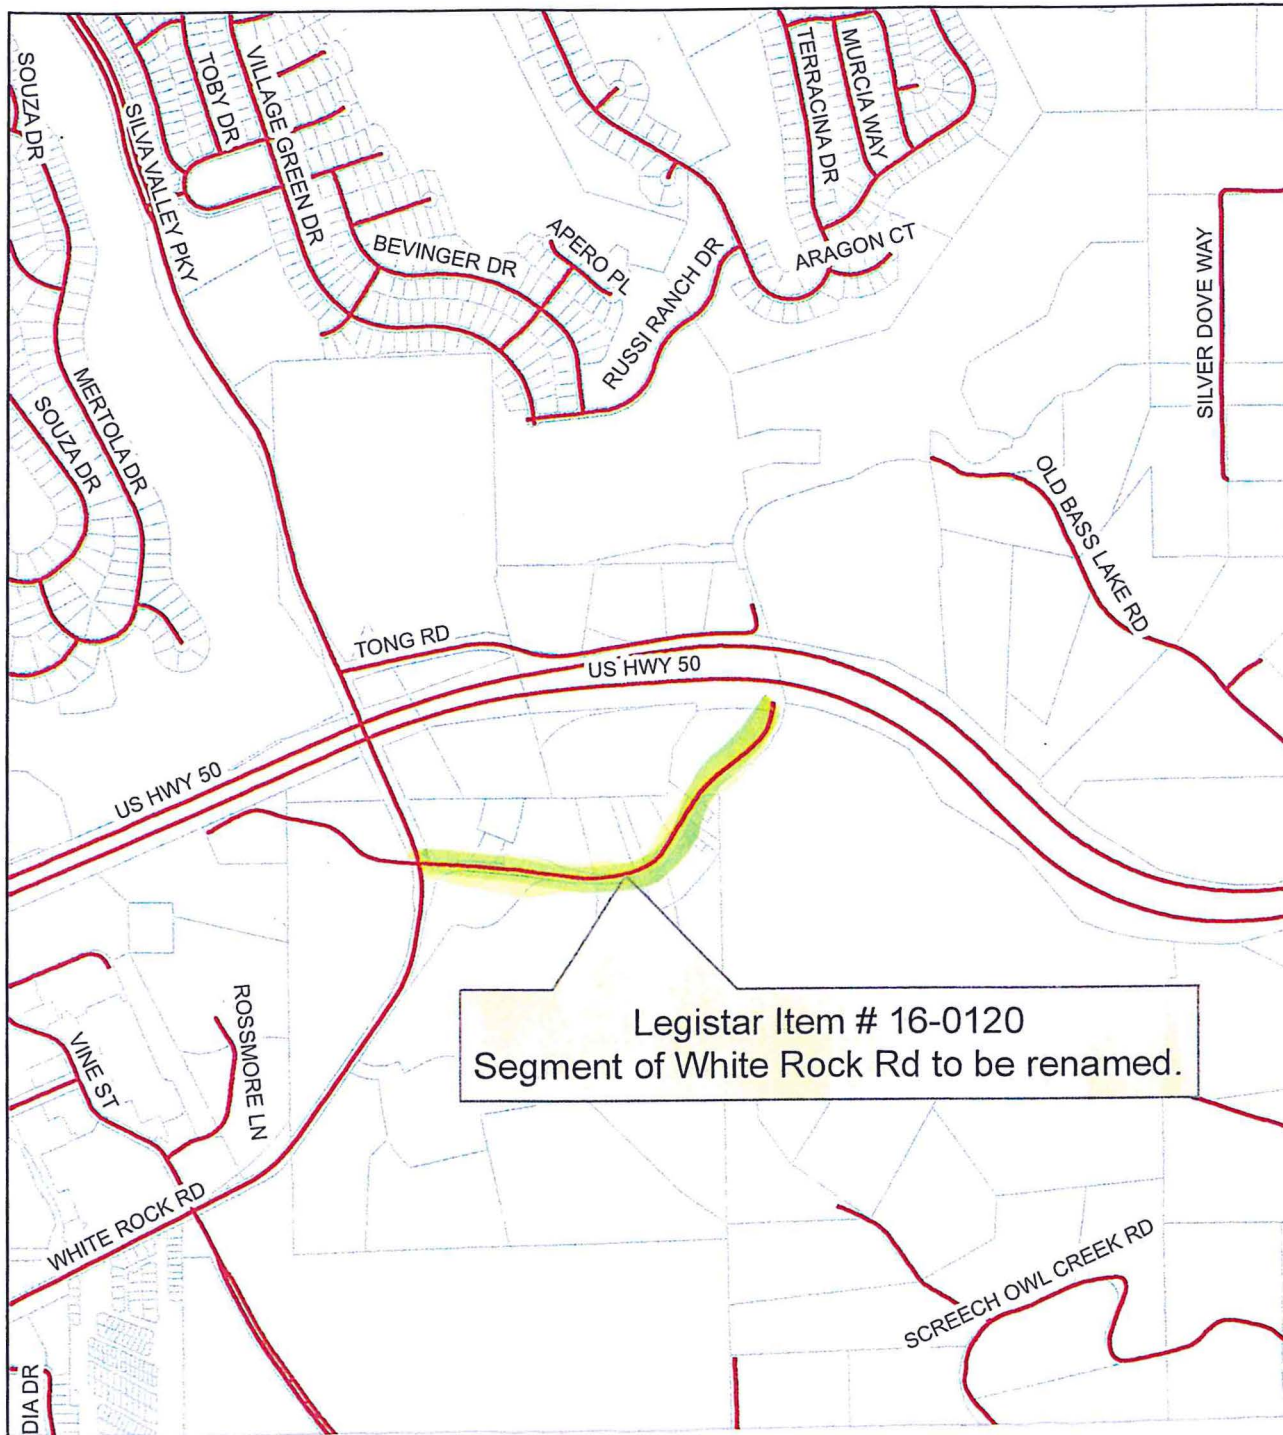 SOUZA DR
SILVA VALLEY PKY
TOBY DR
VILLAGE GREEN DR
TERRACINA DR
MURCIA WAY
BEVINGER DR
APERO PL
RUSSI RANCH DR
ARAGON CT
SILVER DOVE WAY
MERTOLA DR
SOUZA DR
OLD BASS LAKE RD
TONG RD
US HWY 50
US HWY 50
Legistar Item # 16-0120
Segment of White Rock Rd to be renamed.
VINE ST
ROSSMORE LN
WHITE ROCK RD
SCREECH OWL CREEK RD
DIA DR